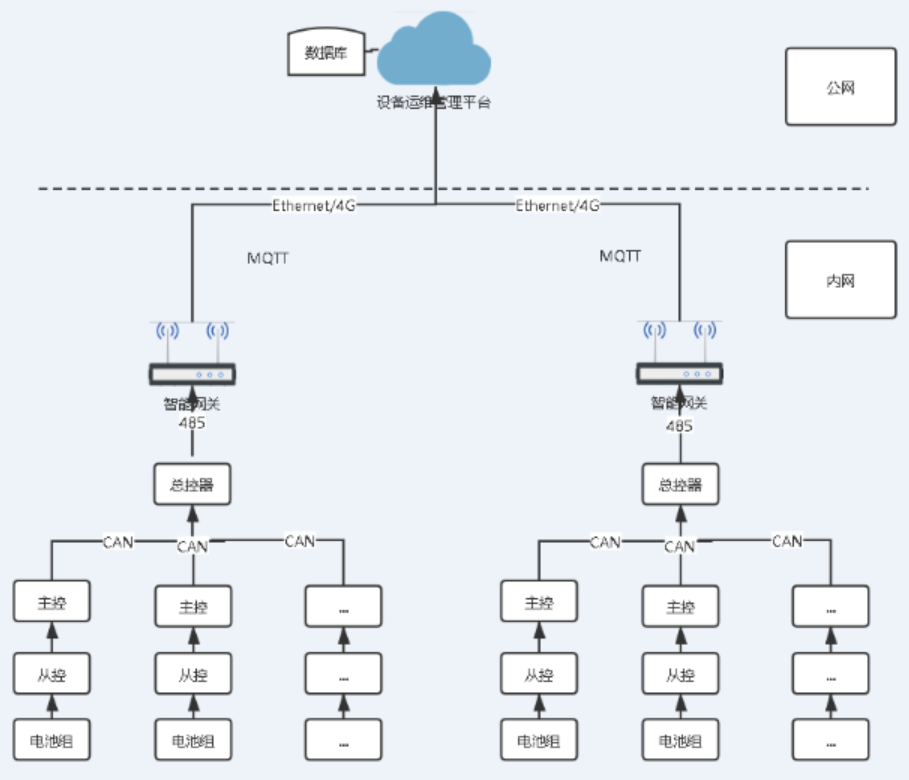 数据库
设备运维管理平台
公网
Ethernet/4G
Ethernet/4G
MQTT
MQTT
内网
智能网关
智能网关
485
485
总控器
总控器
CAN
CAN
CAN
CAN
CAN
CAN
主控
主控
...
主控
主控
...
从控
从控
...
从控
从控
...
电池组
电池组
...
电池组
电池组
...